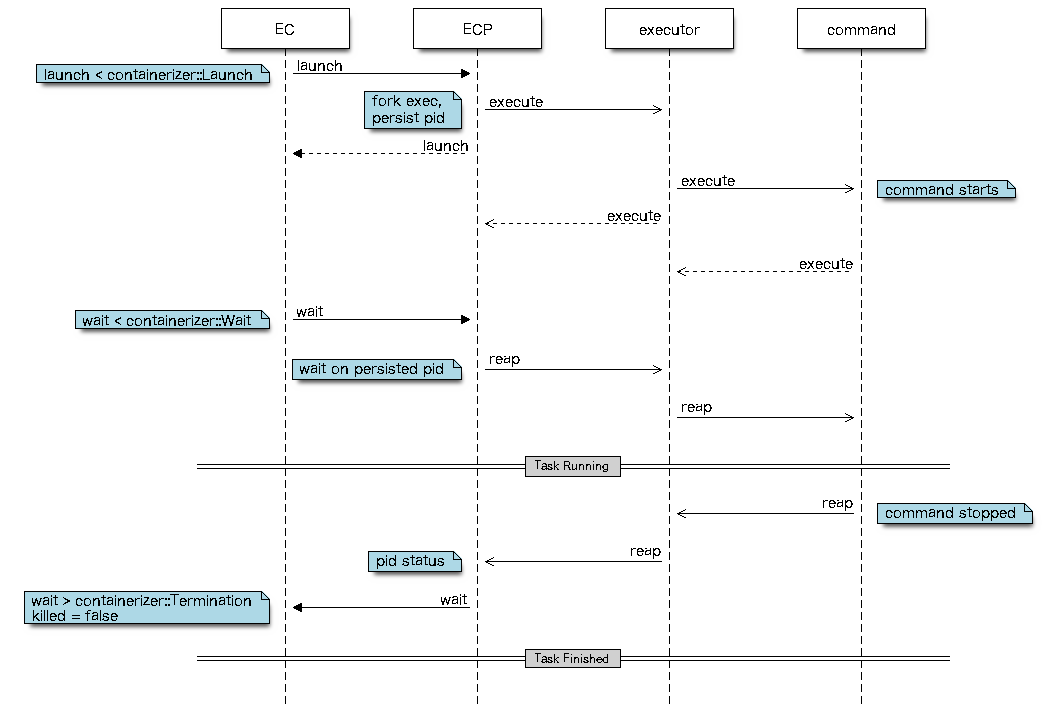 EC
ECP
executor
command
launch < containerizer::Launch
launch
fork exec,
persist pid
execute
launch
execute
command starts
execute
execute
wait < containerizer::Wait
wait
wait on persisted pid
reap
reap
Task Running
reap
command stopped
pid status
reap
wait > containerizer::Termination
killed = false
wait
Task Finished